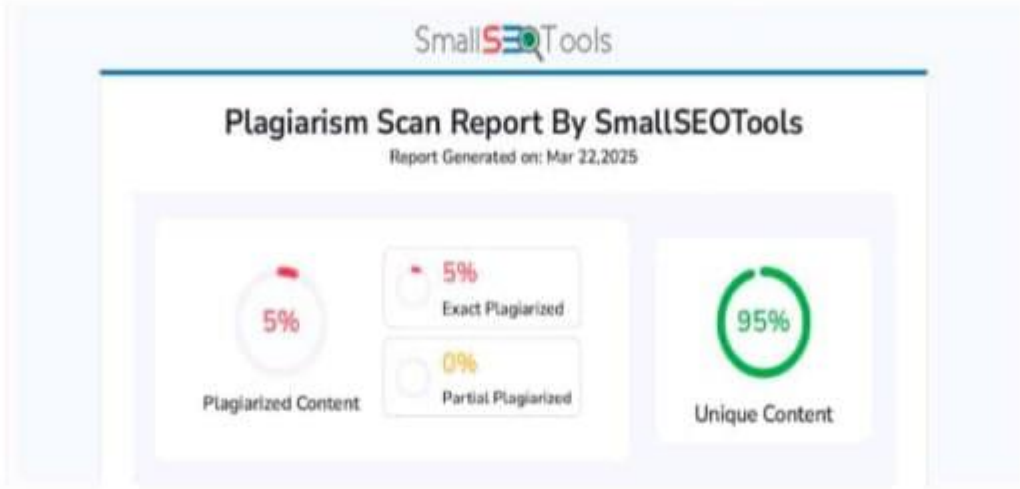 SmallSEOTools
Plagiarism Scan Report By SmallSEOTools
Report Generated on: Mar 22,2025
5%
Plagiarized Content
5%
Exact Plagiarized
0%
Partial Plagiarized
95%
Unique Content